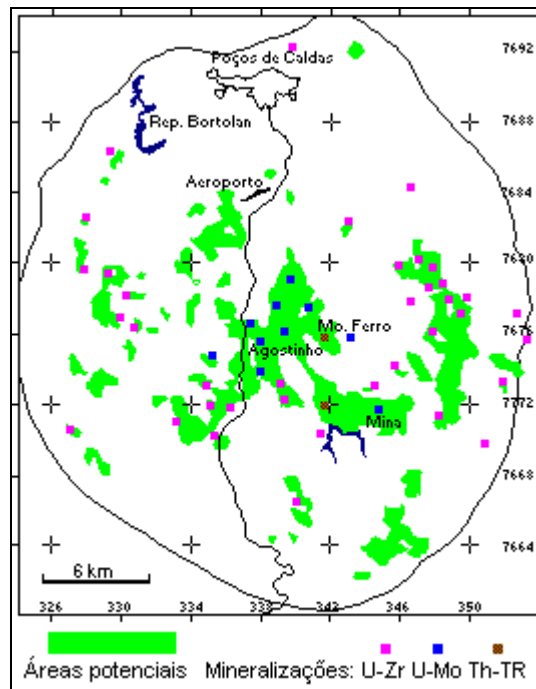 7692
Poços de Caldas
7688
Rep. Bortolan
Aeroporto
7684
7680
Mo. Ferro
7676
Agostinho
7672
Mina
7668
7664
6 km
326 330 334 338 342 346 350
Áreas potenciais Mineralizações: U-Zr U-Mo Th-TR